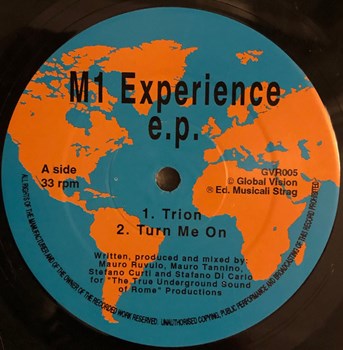 M1 Experience
e.p.
A side
33 rpm
GVR005
© Global Vision
℗ Ed. Musicali Strag
1. Trion
2. Turn Me On
Written, produced and mixed by:
Mauro Ruvulo, Mauro Tannino,
Stefano Curti and Stefano Di Carlo
for "The True Underground Sound
of Rome" Productions
ALL RIGHTS OF THE MANUFACTURER AND OF THE OWNER OF THE RECORDED WORK RESERVED. UNAUTHORISED COPYING, PUBLIC PERFORMANCE AND BROADCASTING OF THIS RECORD PROHIBITED.